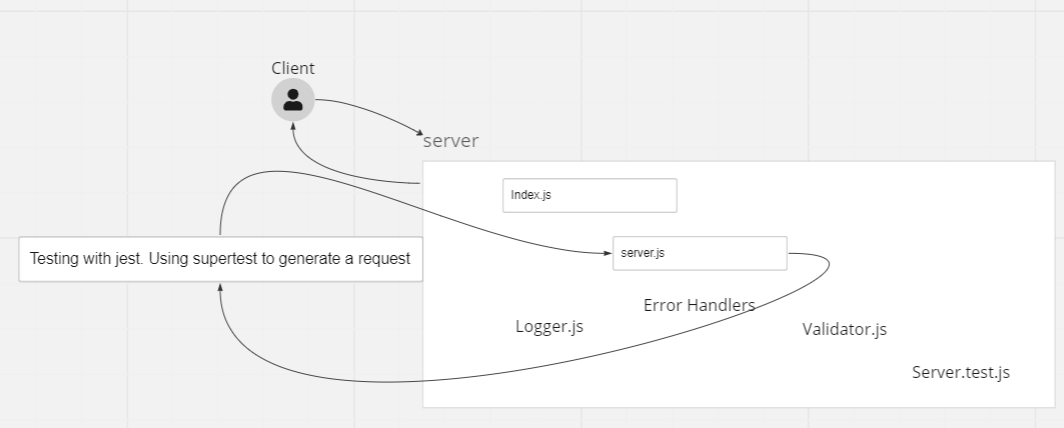 Client
server
Index.js
server.js
Testing with jest. Using supertest to generate a request
Error Handlers
Logger.js
Validator.js
Server.test.js